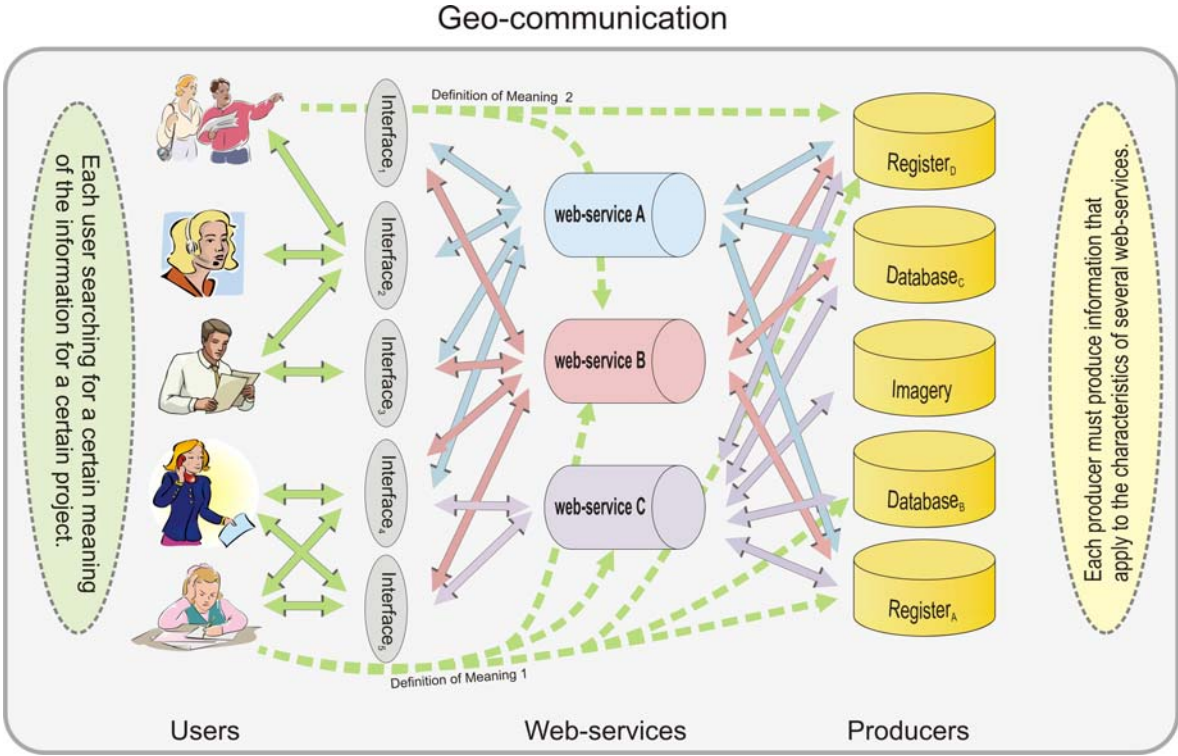 Geo-communication
Each user searching for a certain meaning
of the information for a certain project.
Interface1
Interface2
Interface3
Interface4
Interface5
Definition of Meaning 2
web-service A
web-service B
web-service C
Definition of Meaning 1
RegisterD
DatabaseC
Imagery
DatabaseB
RegisterA
Each producer must produce information that
apply to the characteristics of several web-services.
Users
Web-services
Producers